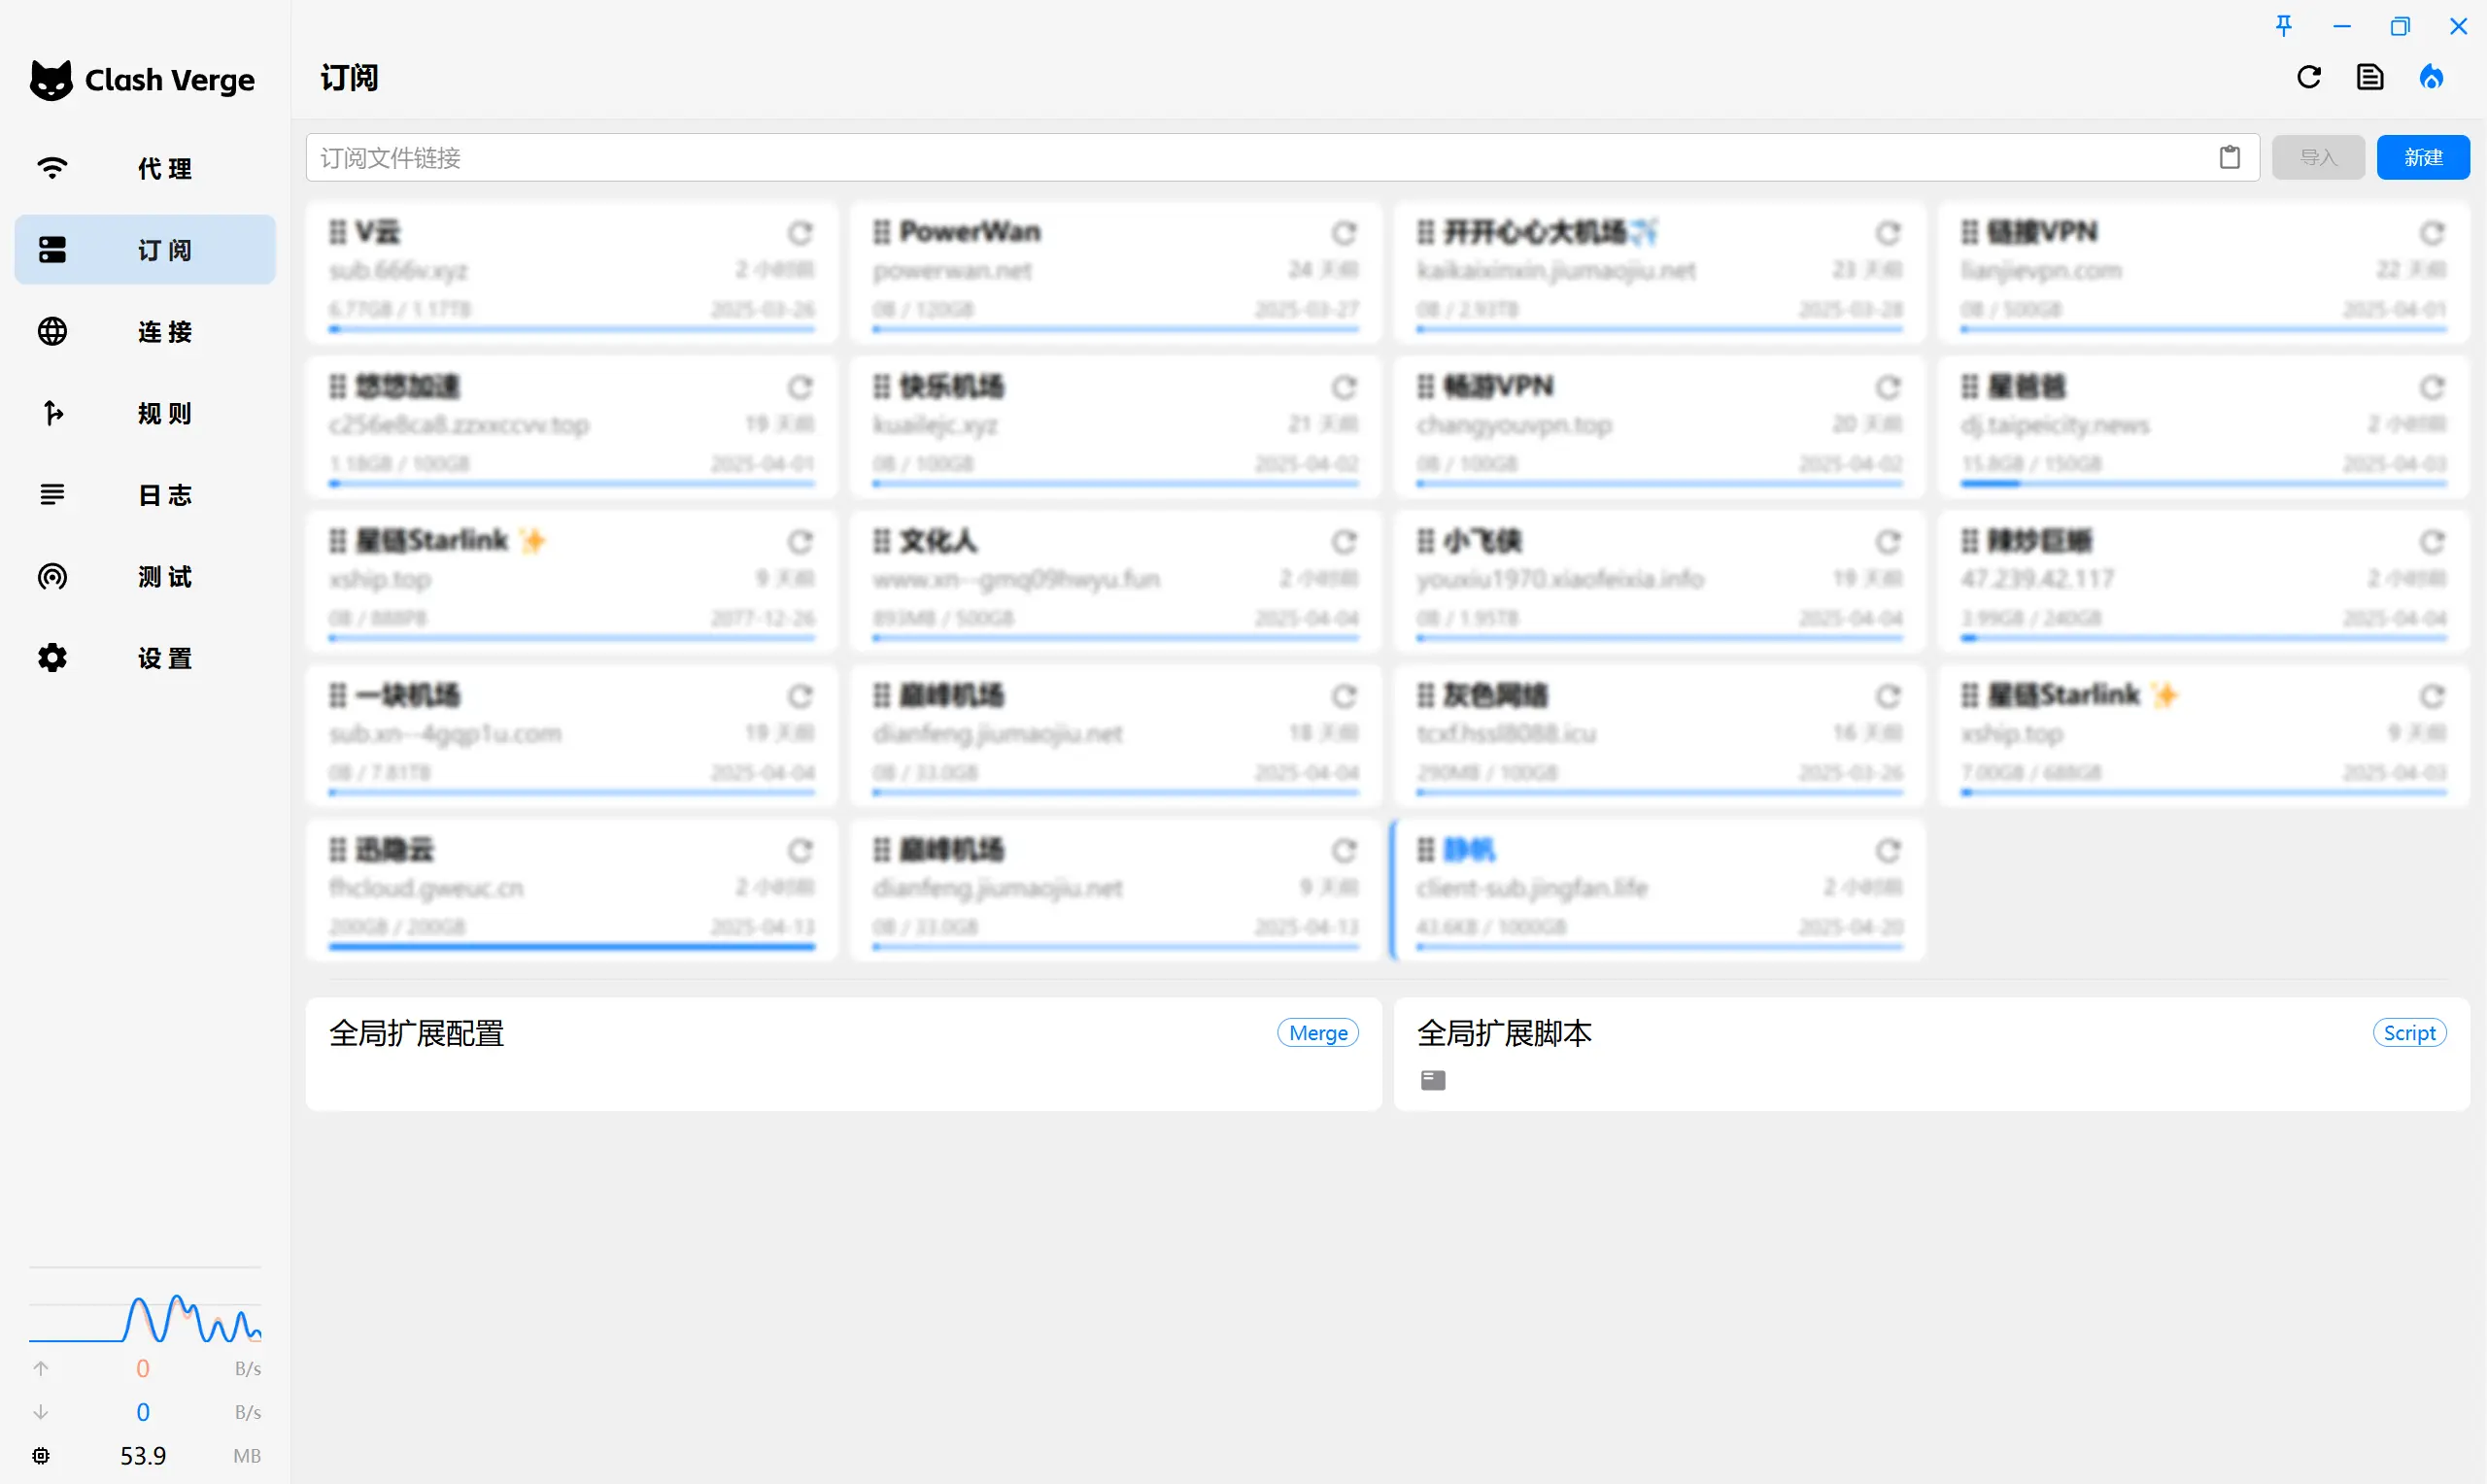 Clash Verge
订阅
代理
订阅
连接
规则
日志
测试
设置
订阅文件链接
导入
新建
V云
sub.666v.xyz
2 小时前
6.77GB / 1.17TB
2025-03-26
PowerWan
powerwan.net
24 天前
0B / 120GB
2025-03-27
开开心心大机场✈️
kaikaixinxin.jiumaojiu.net
23 天前
0B / 2.93TB
2025-03-28
链接VPN
lianjievpn.com
22 天前
0B / 500GB
2025-04-01
悠悠加速
c256e8ca8.zzxxccvv.top
19 天前
1.18GB / 100GB
2025-04-01
快乐机场
kuailejc.xyz
21 天前
0B / 100GB
2025-04-02
畅游VPN
changyouvpn.top
20 天前
0B / 100GB
2025-04-02
星爸爸
dj.taipeicity.news
2 小时前
15.8GB / 150GB
2025-04-03
星链Starlink ✨
xship.top
9 天前
0B / 888PB
2077-12-26
文化人
www.xn--gmq09hwyu.fun
2 小时前
893MB / 500GB
2025-04-04
小飞侠
youxiu1970.xiaofeixia.info
19 天前
0B / 1.95TB
2025-04-04
辣炒巨蜥
47.239.42.117
2 小时前
3.99GB / 240GB
2025-04-04
一块机场
sub.xn--4gqp1u.com
19 天前
0B / 7.81TB
2025-04-04
巅峰机场
dianfeng.jiumaojiu.net
18 天前
0B / 33.0GB
2025-04-04
灰色网络
tcxf.hssl8088.icu
16 天前
290MB / 100GB
2025-03-26
星链Starlink ✨
xship.top
9 天前
7.00GB / 688GB
2025-04-03
迅隐云
fhcloud.gweuc.cn
2 小时前
200GB / 200GB
2025-04-13
巅峰机场
dianfeng.jiumaojiu.net
9 天前
0B / 33.0GB
2025-04-13
静帆
client-sub.jingfan.life
2 小时前
43.6KB / 1000GB
2025-04-20
全局扩展配置
Merge
全局扩展脚本
Script
0 B/s
0 B/s
53.9 MB